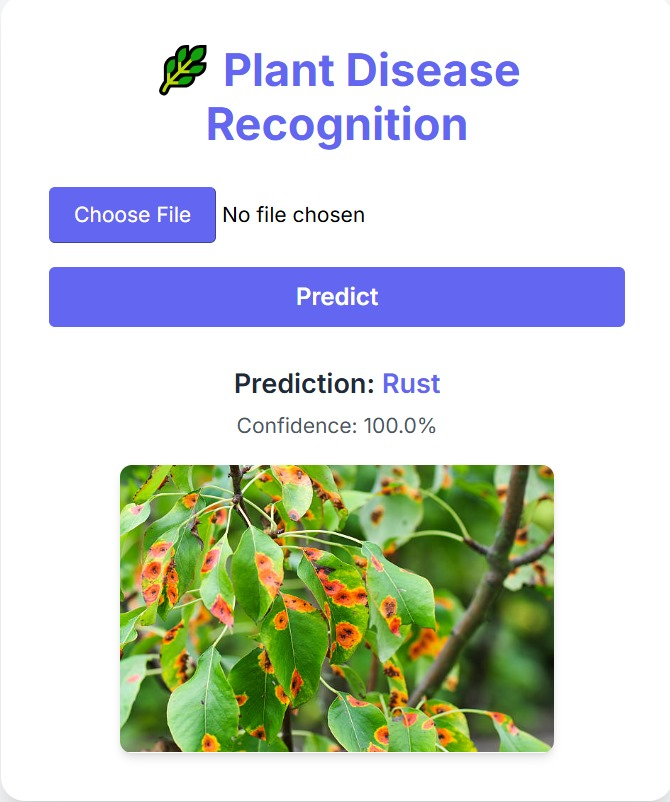 Plant Disease
Recognition
Choose File No file chosen
Predict
Prediction: Rust
Confidence: 100.0%